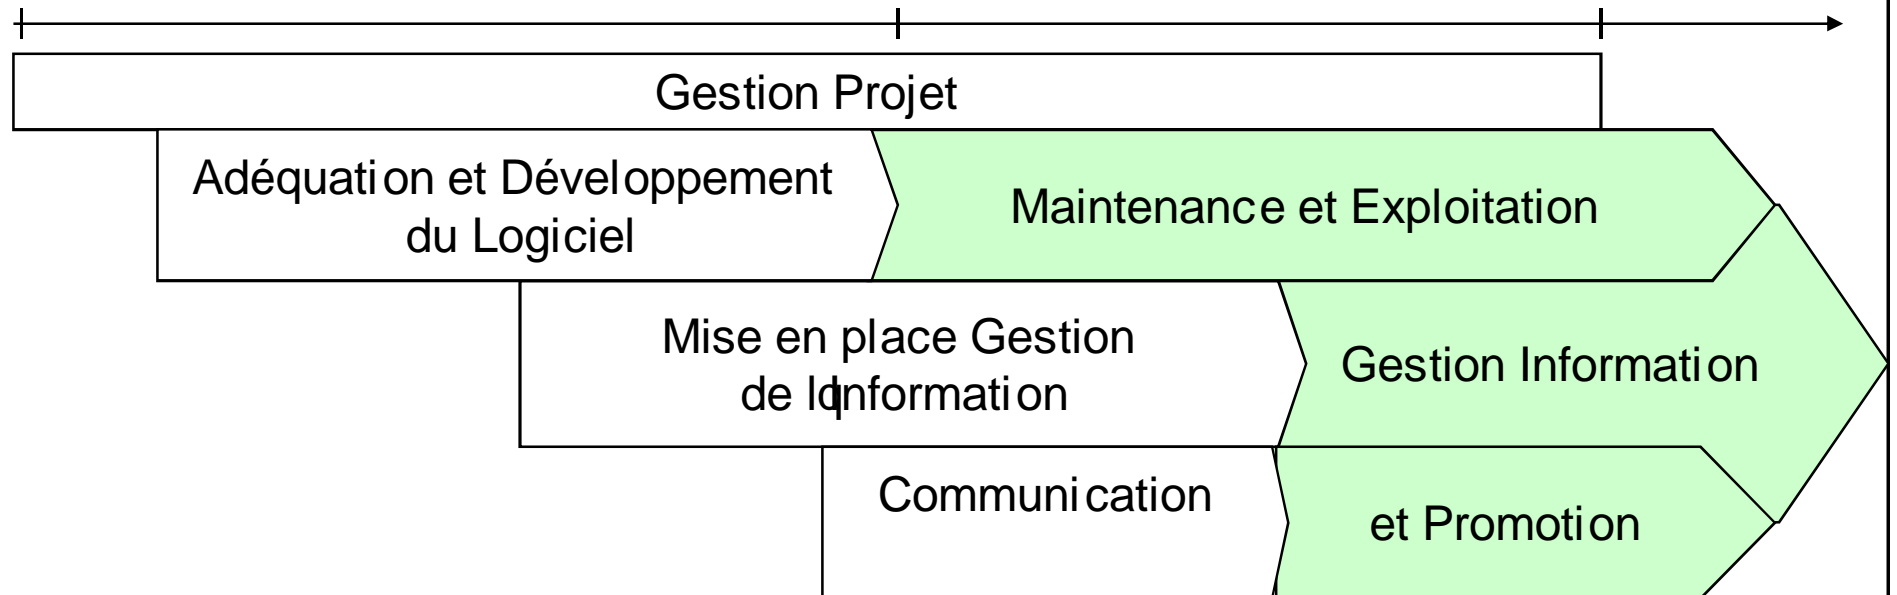 Gestion Projet
Adéquation et Développement
du Logiciel
Maintenance et Exploitation
Mise en place Gestion
de Information
Gestion Information
Communication
et Promotion